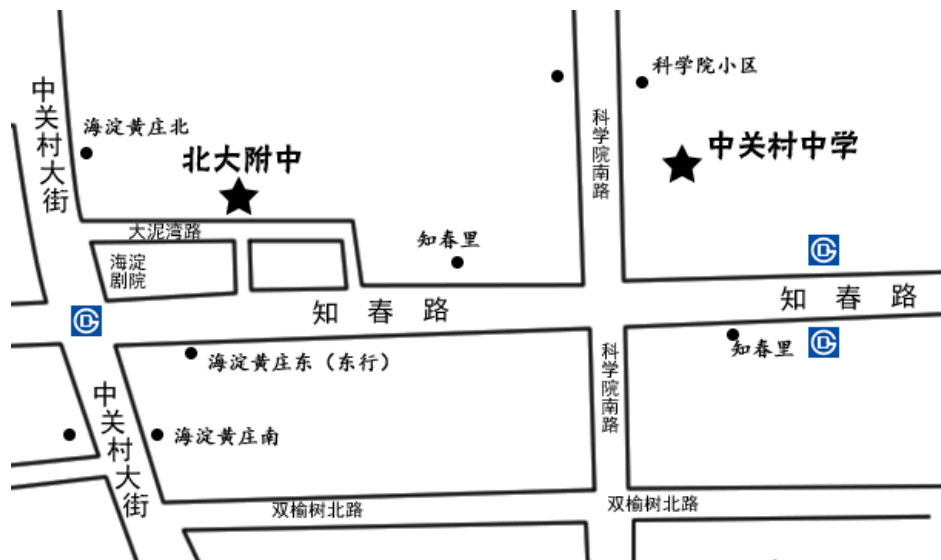 科学院小区
中关村大街
海淀黄庄北
科学院南路
中关村中学
北大附中
大泥湾路
知春里
海淀
剧院
知春路
知春路
海淀黄庄东（东行）
科学院南路
知春里
中关村大街
海淀黄庄南
双榆树北路
双榆树北路